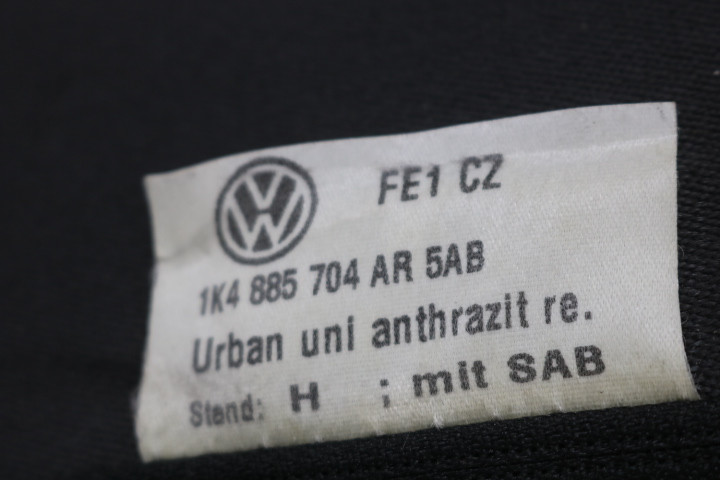 FE1 CZ
1K4 885 704 AR 5AB
Urban uni anthrazit re.
Stand: H ; mit SAB